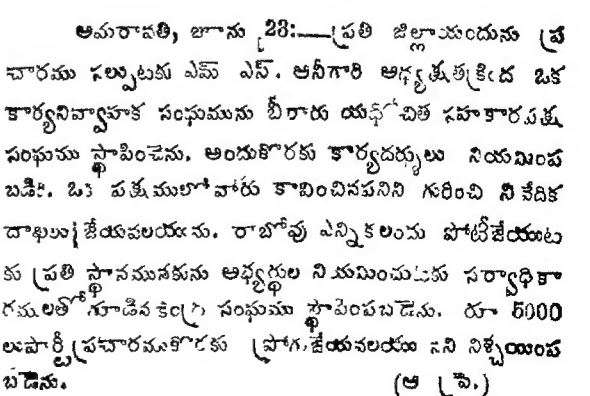 అమరావతి, జూను 23:—ప్రతి జిల్లాయందును ప్ర
చారము సల్పుటకు ఎమ్ ఎస్. ఆనీగారి అధ్యక్షతక్రింద ఒక
కార్యనిర్వాహక సంఘమును బీరారు యథోచిత సహకారపక్ష
సంఘము స్థాపించెను. అందుకొరకు కార్యదర్శులు నియమింప
బడిరి. ఒక పక్షములో వారు కావించినపనిని గురించి నివేదిక
దాఖలుజేయవలయును. రాబోవు ఎన్నికలందు పోటీజేయుట
కు ప్రతి స్థానమునకును అభ్యర్థుల నియమించుటకు సర్వాధికా
రములతో గూడిన కేంద్ర సంఘము స్థాపింపబడెను. రూ 5000
లుపార్టీ ప్రచారముకొరకు జేయవలయు నని నిశ్చయింప
బడెను. (ఆ ప్రె.)